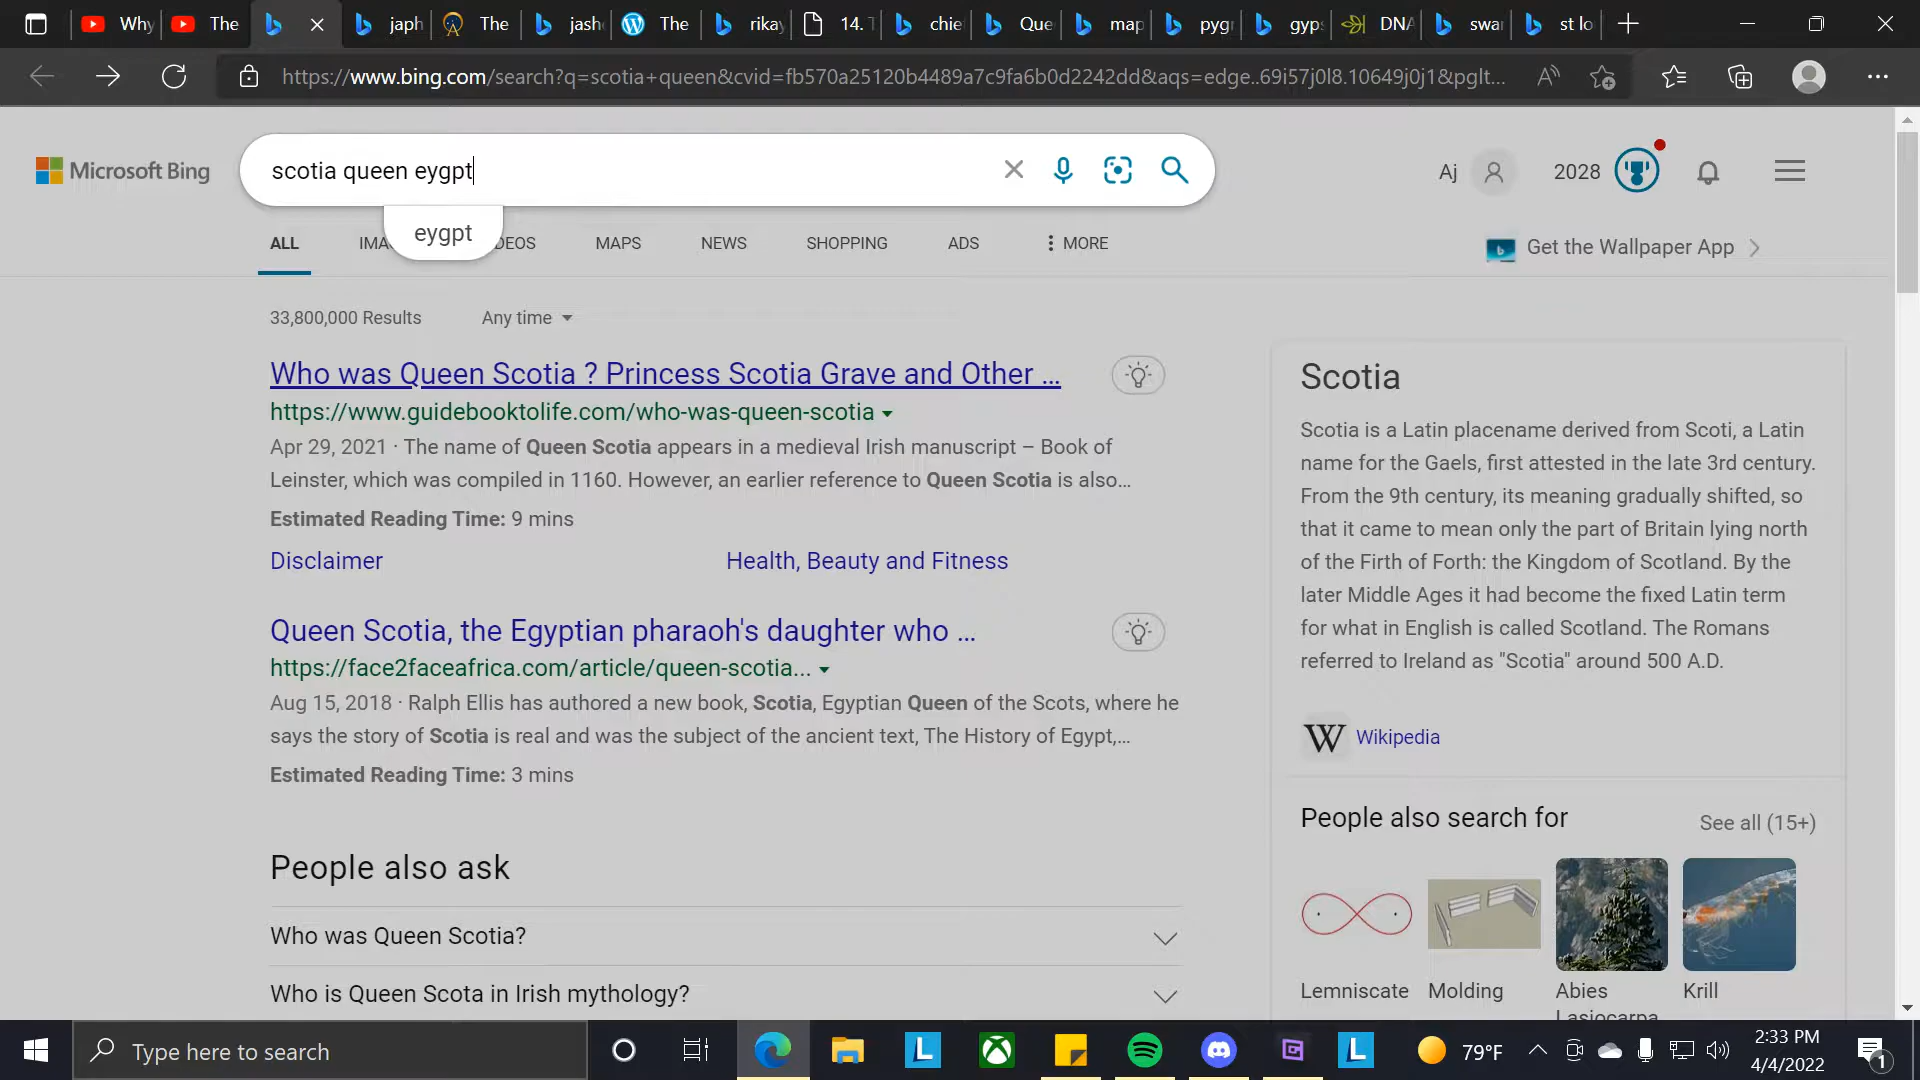 Why
The
japh
The
jash
The
rika
14. T
chie
Que
map
pyg
gyps
DNA
swa
st lo
https://www.bing.com/search?q=scotia+queen&cvid=fb570a25120b4489a7c9fa6b0d2242dd&aqs=edge..69i57j0l8.10649j0j1&pglt...
Microsoft Bing
scotia queen eygpt
Aj
2028
eygpt
ALL
IMA
DEOS
MAPS
NEWS
SHOPPING
ADS
MORE
Get the Wallpaper App
33,800,000 Results
Any time
Who was Queen Scotia ? Princess Scotia Grave and Other ...
https://www.guidebooktolife.com/who-was-queen-scotia
Apr 29, 2021 · The name of Queen Scotia appears in a medieval Irish manuscript – Book of
Leinster, which was compiled in 1160. However, an earlier reference to Queen Scotia is also...
Estimated Reading Time: 9 mins
Disclaimer
Health, Beauty and Fitness
Queen Scotia, the Egyptian pharaoh's daughter who ...
https://face2faceafrica.com/article/queen-scotia...
Aug 15, 2018 · Ralph Ellis has authored a new book, Scotia, Egyptian Queen of the Scots, where he
says the story of Scotia is real and was the subject of the ancient text, The History of Egypt,...
Estimated Reading Time: 3 mins
People also ask
Who was Queen Scotia?
Who is Queen Scota in Irish mythology?
Scotia
Scotia is a Latin placename derived from Scoti, a Latin
name for the Gaels, first attested in the late 3rd century.
From the 9th century, its meaning gradually shifted, so
that it came to mean only the part of Britain lying north
of the Firth of Forth: the Kingdom of Scotland. By the
later Middle Ages it had become the fixed Latin term
for what in English is called Scotland. The Romans
referred to Ireland as "Scotia" around 500 A.D.
W Wikipedia
People also search for
See all (15+)
Lemniscate
Molding
Abies
Lasiocarpa
Krill
Type here to search
79°F
2:33 PM
4/4/2022
1